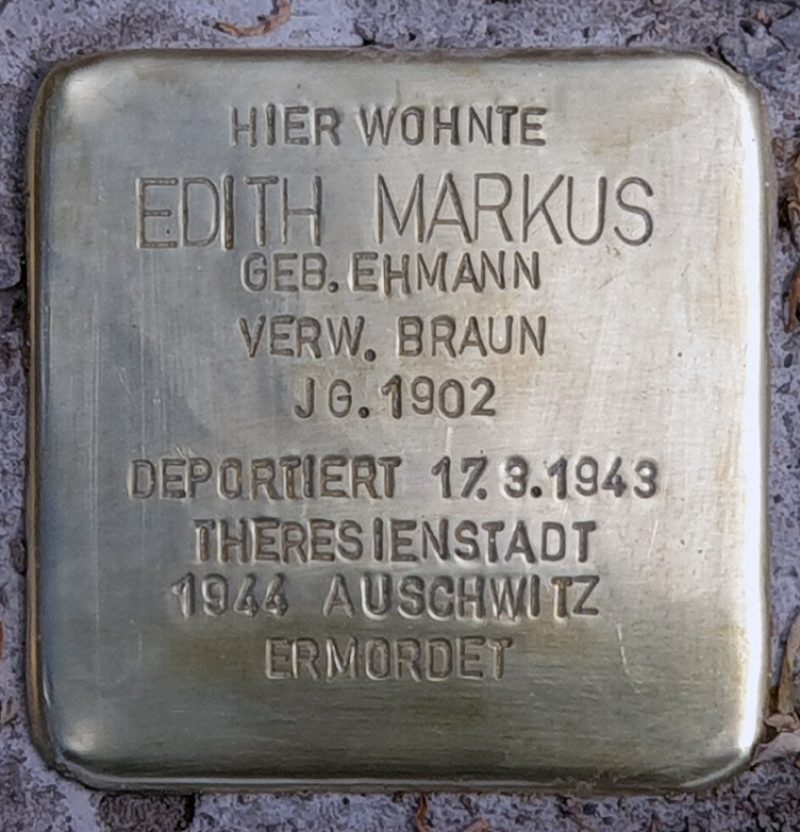 HIER WOHNTE
EDITH MARKUS
GEB. EHMANN
VERW. BRAUN
JG. 1902
DEPORTIERT 17.3.1943
THERESIENSTADT
1944 AUSCHWITZ
ERMORDET